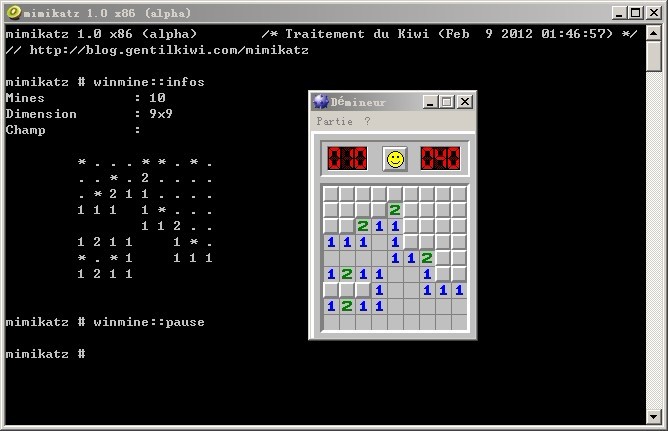 mimikatz 1.0 x86 (alpha)
mimikatz 1.0 x86 (alpha)        /* Traitement du Kiwi (Feb  9 2012 01:46:57) */
// http://blog.gentilkiwi.com/mimikatz
mimikatz # winmine::infos
Mines           : 10
Dimension       : 9x9
Champ           :
* . . . * * . * .
. . * . 2 . . . .
. * 2 1 1 . . . .
1 1 1   1 * . . .
        1 1 2 . .
1 2 1 1     1 * .
* . * 1     1 1 1
1 2 1 1
mimikatz # winmine::pause
mimikatz #
Démineur
Partie ?
010 040
2
2 1 1
1 1 1 1
1 1 2
1 2 1 1 1
1 1 1 1
1 2 1 1